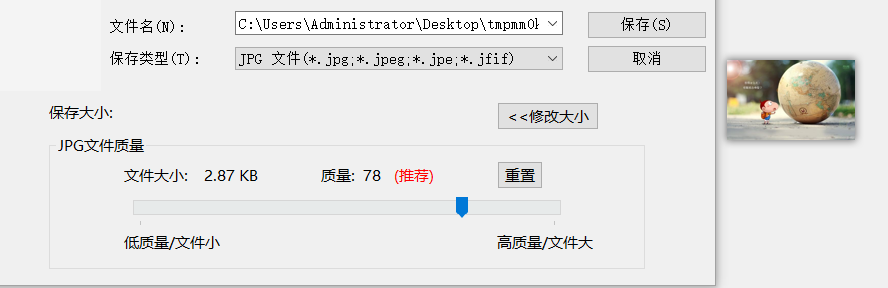 文件名(N)：
C:\Users\Administrator\Desktop\tmpmm0k
保存(S)
保存类型(T)：
JPG 文件(*.jpg;*.jpeg;*.jpe;*.jfif)
取消
保存大小:
<<修改大小
JPG文件质量
文件大小: 2.87 KB
质量: 78 (推荐)
重置
低质量/文件小
高质量/文件大